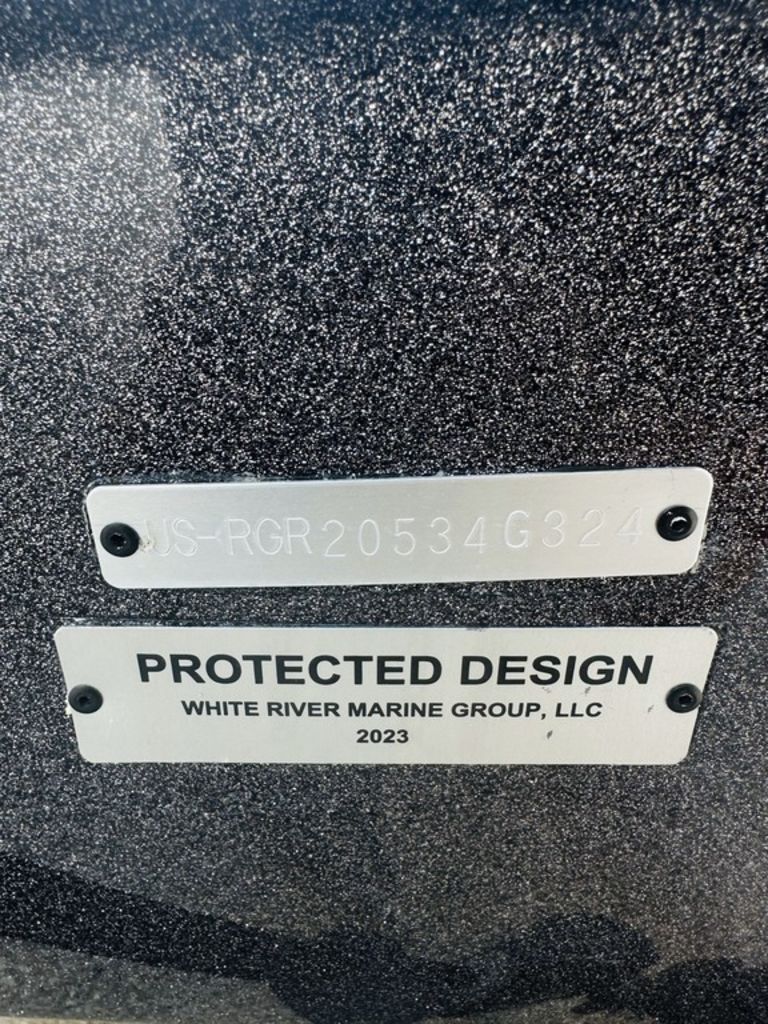 US-RGR20534G324
PROTECTED DESIGN
WHITE RIVER MARINE GROUP, LLC
2023